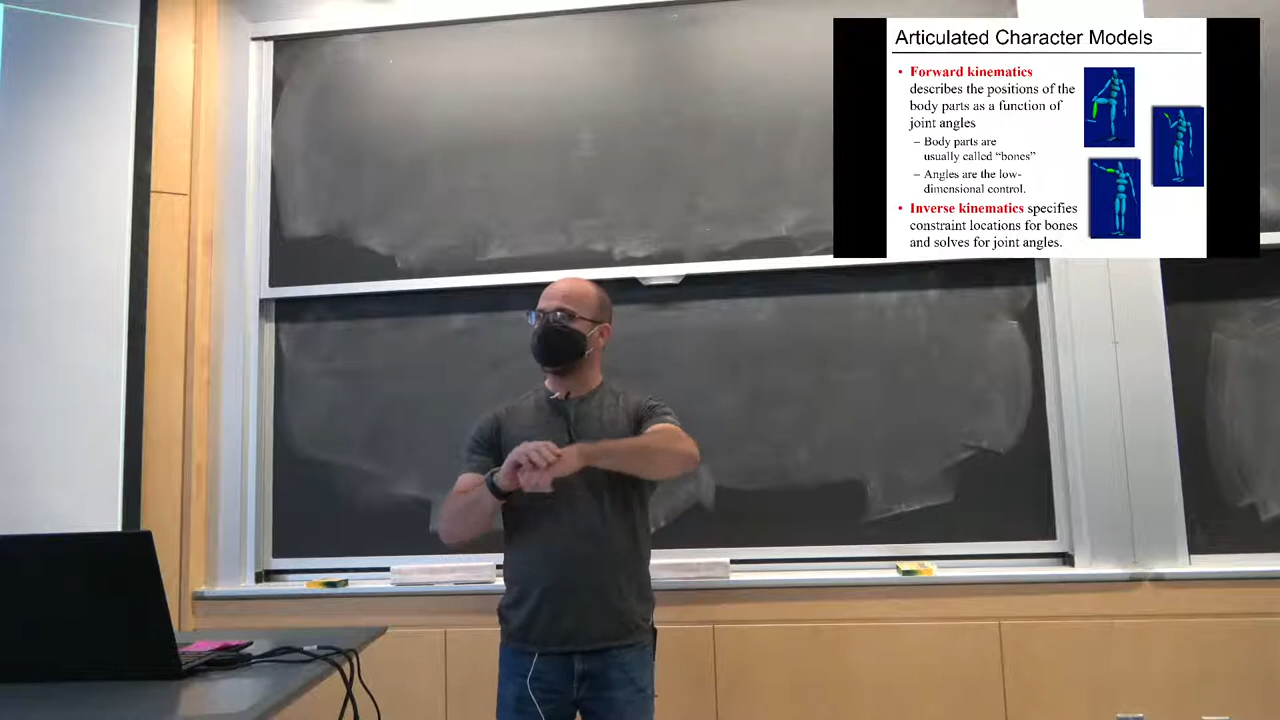 Articulated Character Models
• Forward kinematics
describes the positions of the
body parts as a function of
joint angles
– Body parts are
usually called “bones”
– Angles are the low-
dimensional control.
• Inverse kinematics specifies
constraint locations for bones
and solves for joint angles.